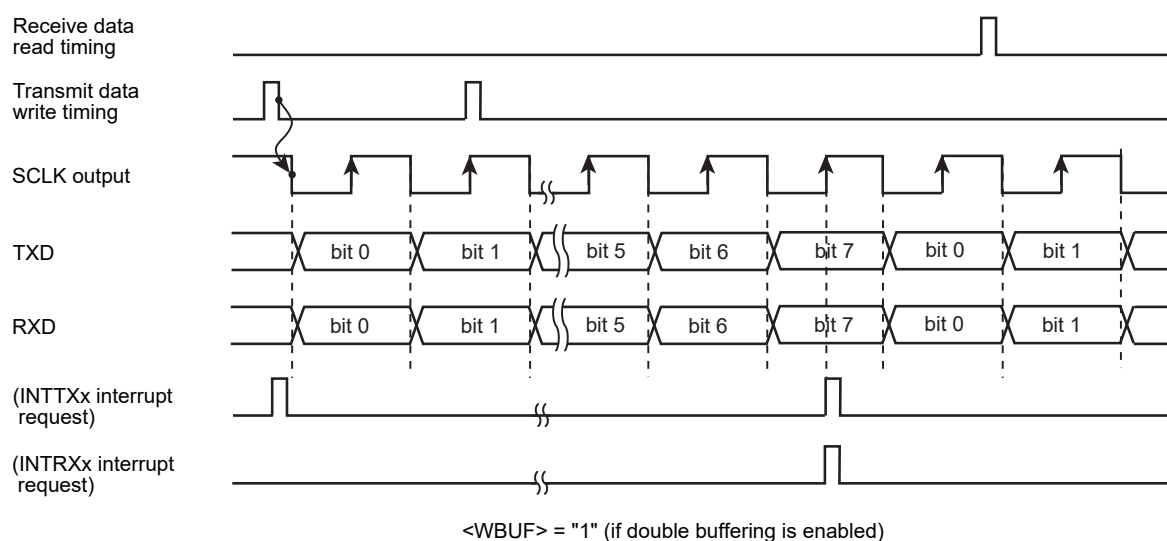 Receive data
read timing
Transmit data
write timing
SCLK output
TXD
bit 0
bit 1
bit 5
bit 6
bit 7
bit 0
bit 1
RXD
bit 0
bit 1
bit 5
bit 6
bit 7
bit 0
bit 1
(INTTXx interrupt
request)
(INTRXx interrupt
request)
<WBUF> = "1" (if double buffering is enabled)